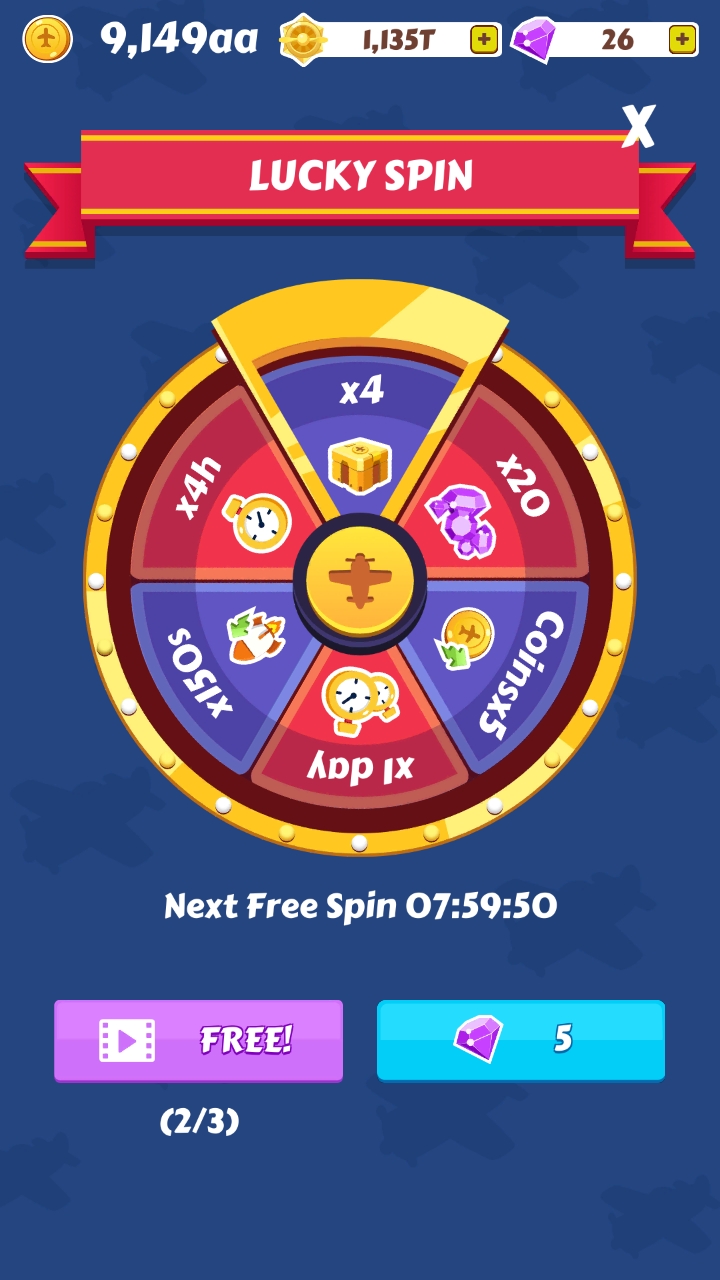 9,149aa
1,135T
+
26
+
X
LUCKY SPIN
x4
x4h
x20
x150s
Coinsx5
x1 day
Next Free Spin 07:59:50
FREE!
5
(2/3)